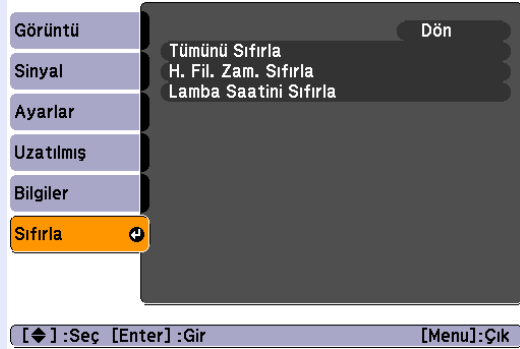 Görüntü
Sinyal
Ayarlar
Uzatılmış
Bilgiler
Sıfırla
Dön
Tümünü Sıfırla
H. Fil. Zam. Sıfırla
Lamba Saatini Sıfırla
[◆] :Seç [Enter] :Gir [Menu]:Çık